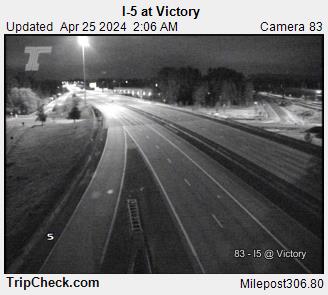 I-5 at Victory
Updated Apr 25 2024 2:06 AM Camera 83
T
S
83 - I5 @ Victory
TripCheck.com Milepost306.80